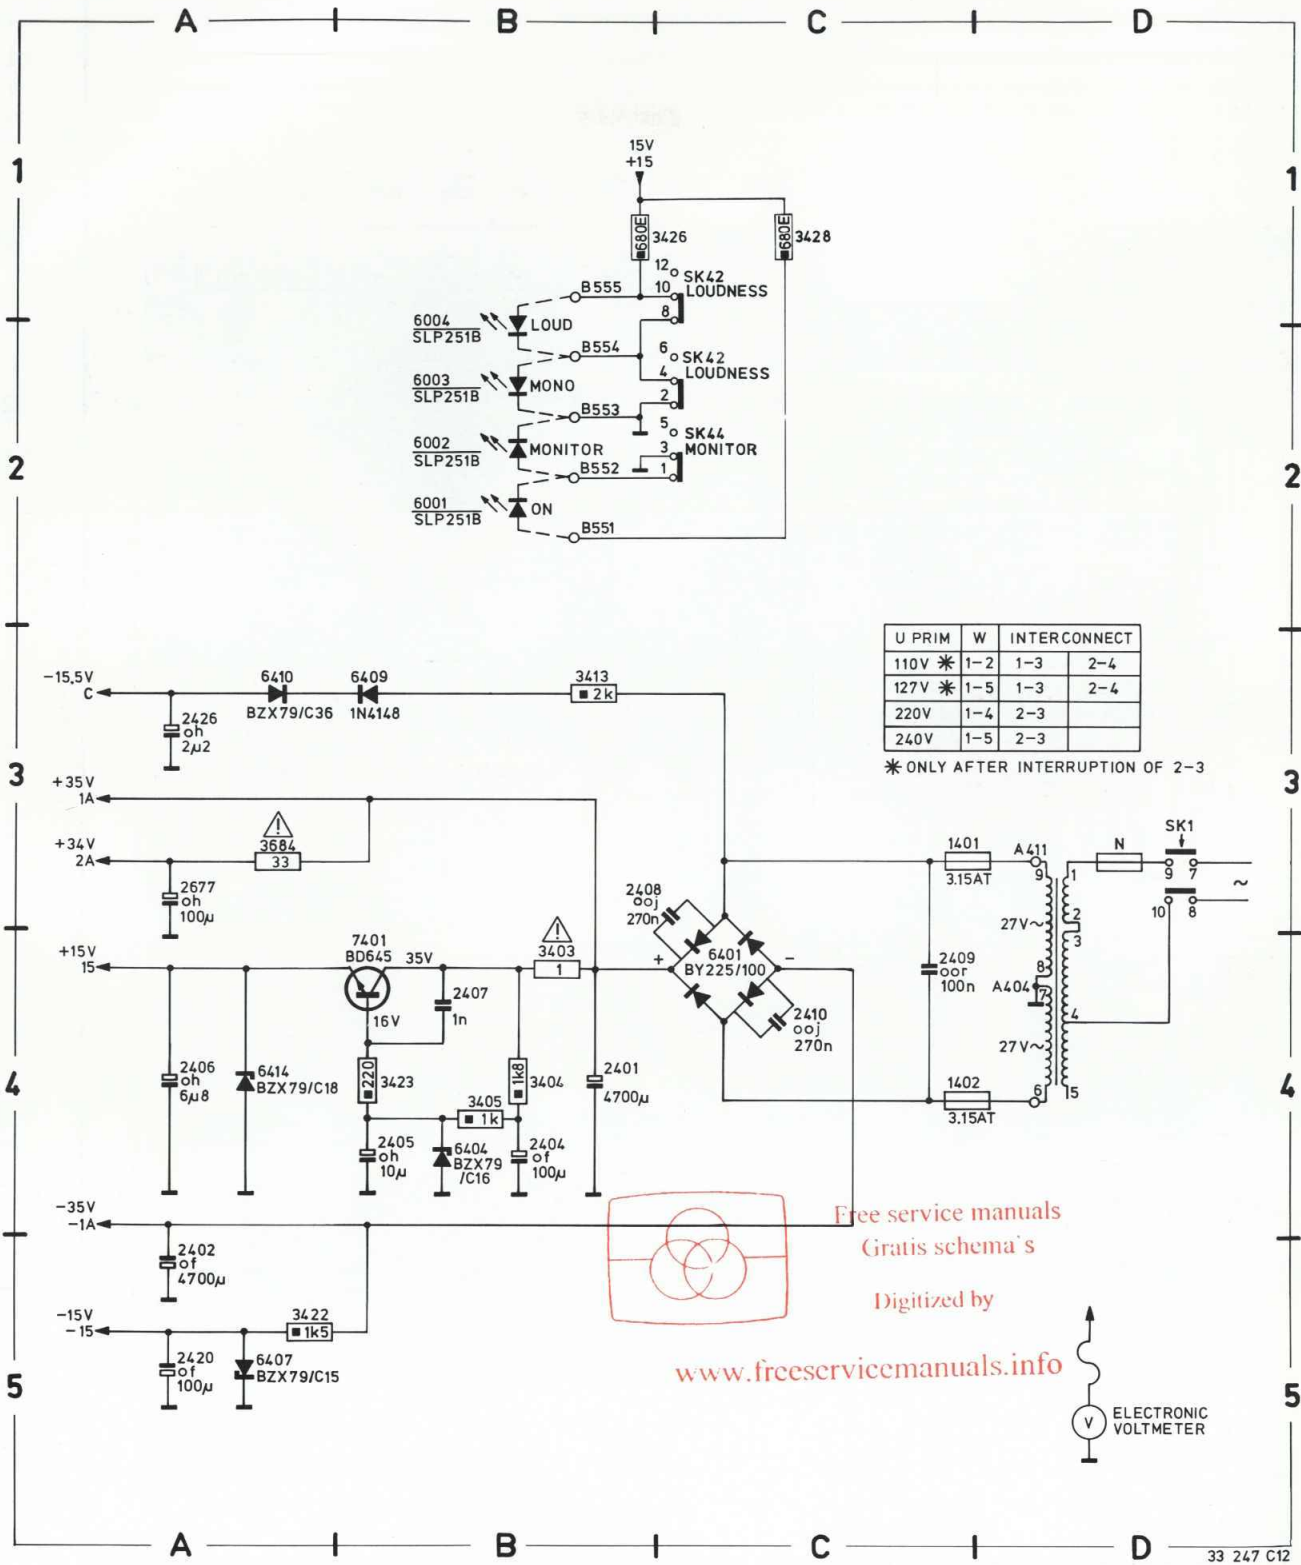 A B C D
1 1
15V
+15
680E 3426
680E 3428
12 SK42
10 LOUDNESS
8
B555
6004
SLP251B
LOUD
B554
6 SK42
4 LOUDNESS
2
6003
SLP251B
MONO
B553
5 SK44
3 MONITOR
1
6002
SLP251B
MONITOR
B552
2 2
6001
SLP251B
ON
B551
U PRIM W INTERCONNECT
110V * 1-2 1-3 2-4
127V * 1-5 1-3 2-4
220V 1-4 2-3
240V 1-5 2-3
* ONLY AFTER INTERRUPTION OF 2-3
-15,5V
C
6410
BZX79/C36
6409
1N4148
3413
2k
2426
oh
2µ2
3 3
+35V
1A
+34V
2A
!
3684
33
2677
oh
100µ
2408
ooj
270n
1401
3.15AT
A411
9
1
N
SK1
9 7
10 8
~
27V~
2
3
+15V
15
7401
BD645
35V
16V
!
3403
1
+ -
6401
BY225/100
2409
oor
100n
8
A404
7
4
2407
1n
2410
ooj
270n
27V~
2406
oh
6µ8
6414
BZX79/C18
220 3423
1k8 3404
2401
4700µ
4 4
3405
1k
1402
3.15AT
6
5
2405
oh
10µ
6404
BZX79
/C16
2404
of
100µ
-35V
-1A
2402
of
4700µ
Free service manuals
Gratis schema's
Digitized by
www.freeservicemanuals.info
-15V
-15
3422
1k5
2420
of
100µ
6407
BZX79/C15
5 5
V
ELECTRONIC
VOLTMETER
A B C D
33 247 C12